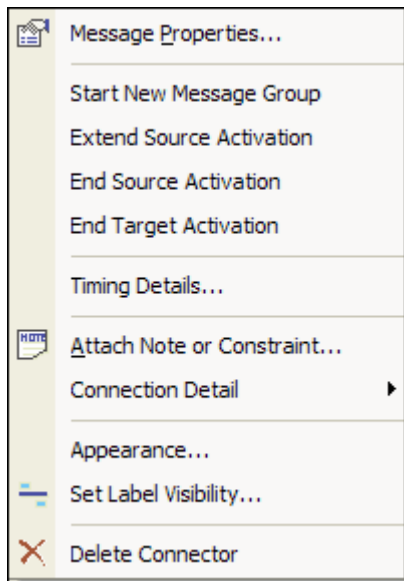 Message Properties...
Start New Message Group
Extend Source Activation
End Source Activation
End Target Activation
Timing Details...
NOTE
Attach Note or Constraint...
Connection Detail
Appearance...
Set Label Visibility...
Delete Connector